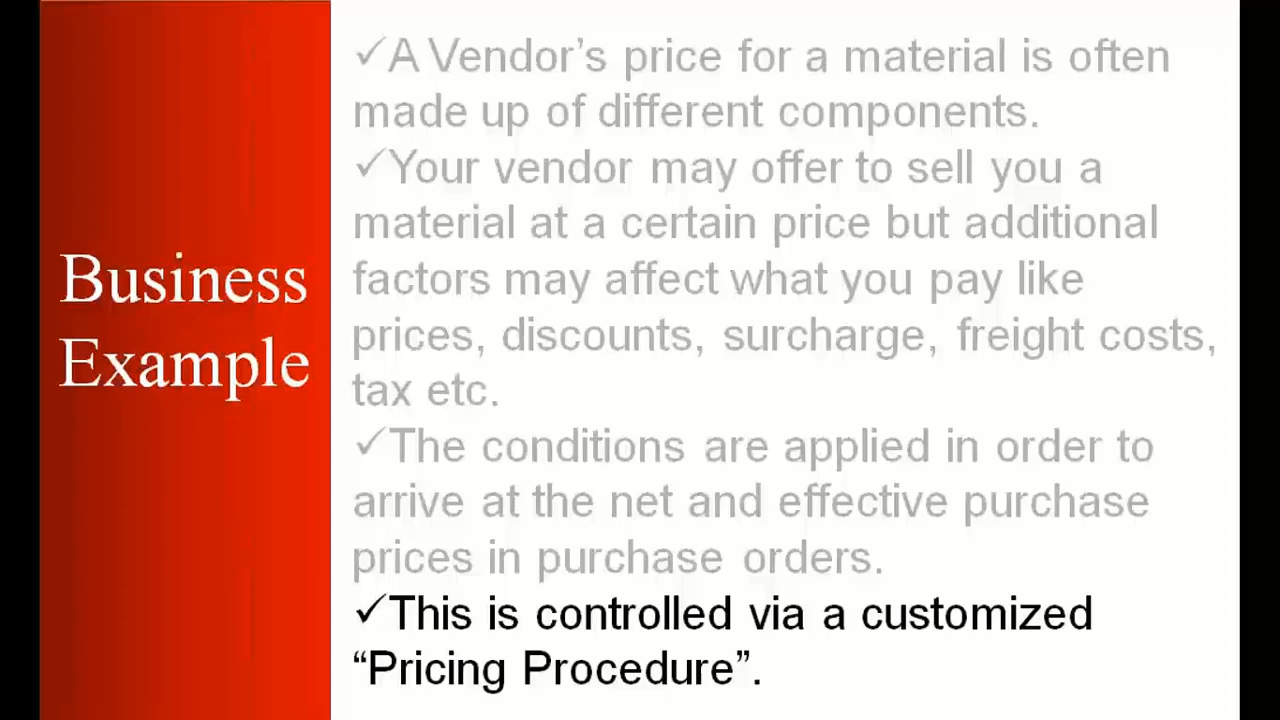 Business
Example
✓A Vendor’s price for a material is often
made up of different components.
✓Your vendor may offer to sell you a
material at a certain price but additional
factors may affect what you pay like
prices, discounts, surcharge, freight costs,
tax etc.
✓The conditions are applied in order to
arrive at the net and effective purchase
prices in purchase orders.
✓This is controlled via a customized
“Pricing Procedure”.